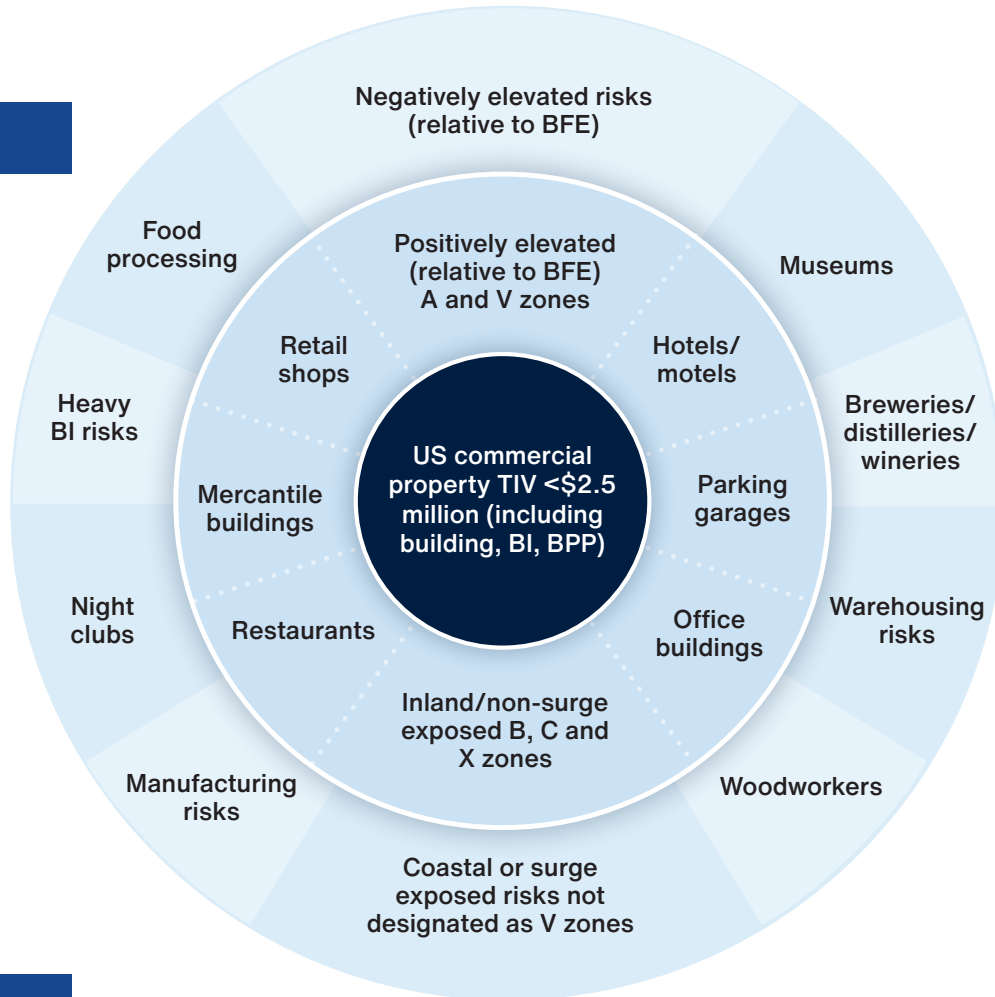 Negatively elevated risks
(relative to BFE)
Museums
Breweries/
distilleries/
wineries
Warehousing
risks
Woodworkers
Coastal or surge
exposed risks not
designated as V zones
Manufacturing
risks
Night
clubs
Heavy
BI risks
Food
processing
Positively elevated
(relative to BFE)
A and V zones
Hotels/
motels
Parking
garages
Office
buildings
Inland/non-surge
exposed B, C and
X zones
Restaurants
Mercantile
buildings
Retail
shops
US commercial
property TIV <$2.5
million (including
building, BI, BPP)